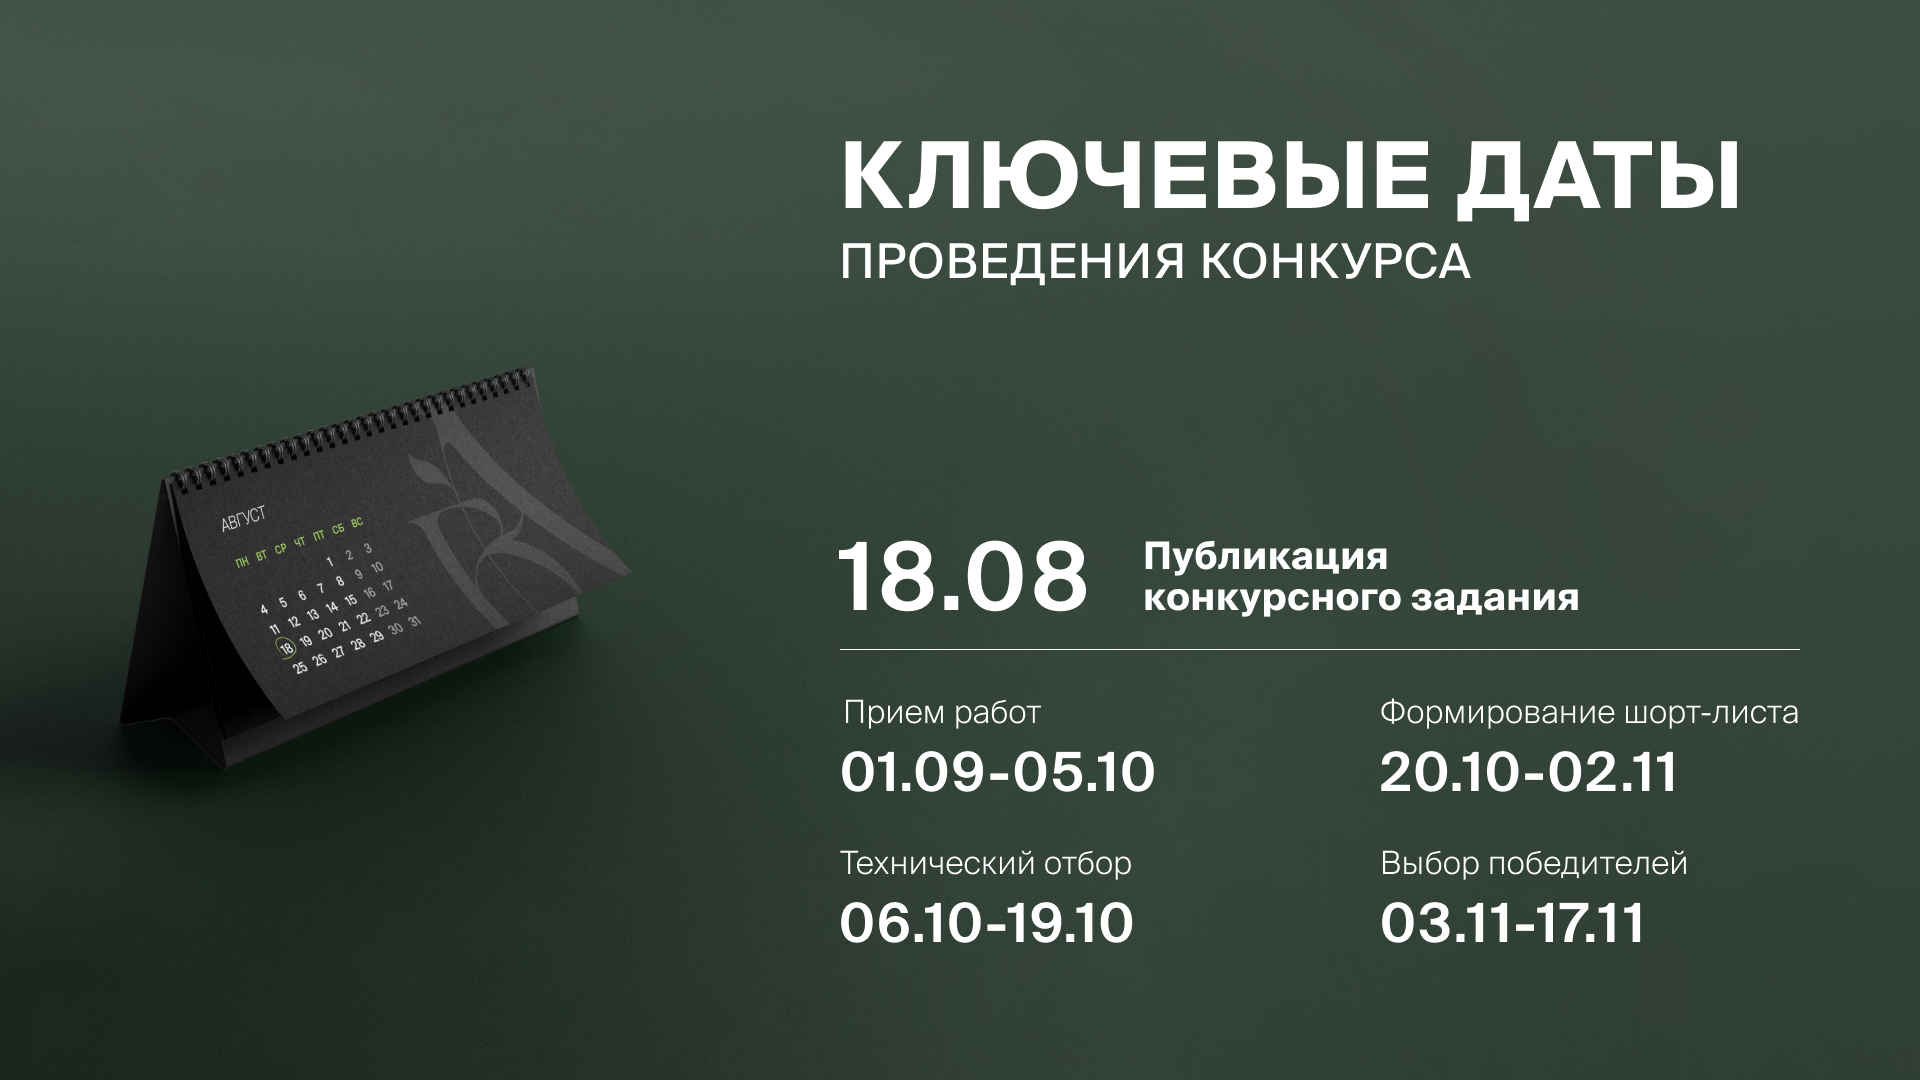 КЛЮЧЕВЫЕ ДАТЫ
ПРОВЕДЕНИЯ КОНКУРСА
АВГУСТ
ПН ВТ СР ЧТ ПТ СБ ВС
1 2 3
4 5 6 7 8 9 10
11 12 13 14 15 16 17
18 19 20 21 22 23 24
25 26 27 28 29 30 31
18.08
Публикация
конкурсного задания
Прием работ
01.09-05.10
Формирование шорт-листа
20.10-02.11
Технический отбор
06.10-19.10
Выбор победителей
03.11-17.11